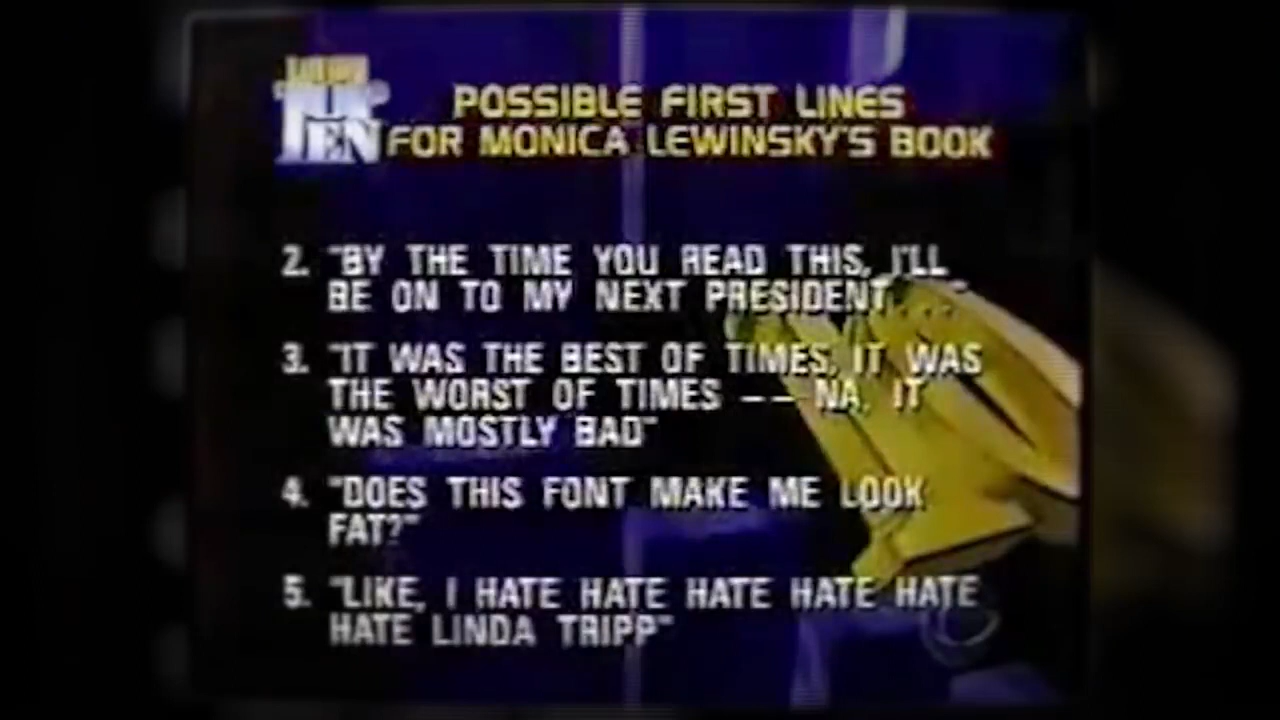 TOP
TEN
POSSIBLE FIRST LINES
FOR MONICA LEWINSKY'S BOOK
2. "BY THE TIME YOU READ THIS, I'LL
BE ON TO MY NEXT PRESIDENT . . ."
3. "IT WAS THE BEST OF TIMES, IT WAS
THE WORST OF TIMES -- NA, IT
WAS MOSTLY BAD"
4. "DOES THIS FONT MAKE ME LOOK
FAT?"
5. "LIKE, I HATE HATE HATE HATE HATE
HATE LINDA TRIPP"